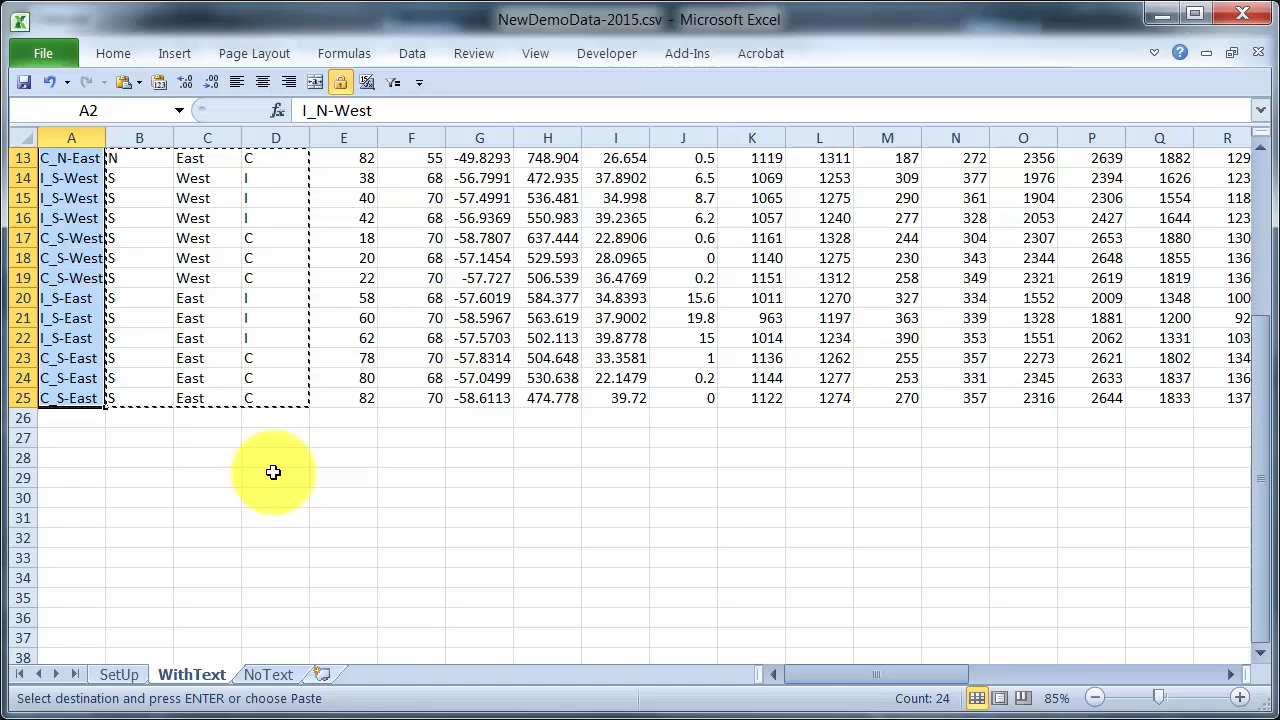 NewDemoData-2015.csv - Microsoft Excel
File Home Insert Page Layout Formulas Data Review View Developer Add-Ins Acrobat
A2 fx I_N-West
A B C D E F G H I J K L M N O P Q R
13 C_N-East N East C 82 55 -49.8293 748.904 26.654 0.5 1119 1311 187 272 2356 2639 1882 129
14 I_S-West S West I 38 68 -56.7991 472.935 37.8902 6.5 1069 1253 309 377 1976 2394 1626 123
15 I_S-West S West I 40 70 -57.4991 536.481 34.998 8.7 1065 1275 290 361 1904 2306 1554 118
16 I_S-West S West I 42 68 -56.9369 550.983 39.2365 6.2 1057 1240 277 328 2053 2427 1644 123
17 C_S-West S West C 18 70 -58.7807 637.444 22.8906 0.6 1161 1328 244 304 2307 2653 1880 130
18 C_S-West S West C 20 68 -57.1454 529.593 28.0965 0 1140 1275 230 343 2344 2648 1855 136
19 C_S-West S West C 22 70 -57.727 506.539 36.4769 0.2 1151 1312 258 349 2321 2619 1819 136
20 I_S-East S East I 58 68 -57.6019 584.377 34.8393 15.6 1011 1270 327 334 1552 2009 1348 100
21 I_S-East S East I 60 70 -58.5967 563.619 37.9002 19.8 963 1197 363 339 1328 1881 1200 92
22 I_S-East S East I 62 68 -57.5703 502.113 39.8778 15 1014 1234 390 353 1551 2062 1331 103
23 C_S-East S East C 78 70 -57.8314 504.648 33.3581 1 1136 1262 255 357 2273 2621 1802 134
24 C_S-East S East C 80 68 -57.0499 530.638 22.1479 0.2 1144 1277 253 331 2345 2633 1837 136
25 C_S-East S East C 82 70 -58.6113 474.778 39.72 0 1122 1274 270 357 2316 2644 1833 137
26
27
28
29
30
31
32
33
34
35
36
37
38
SetUp WithText NoText
Select destination and press ENTER or choose Paste Count: 24 85%